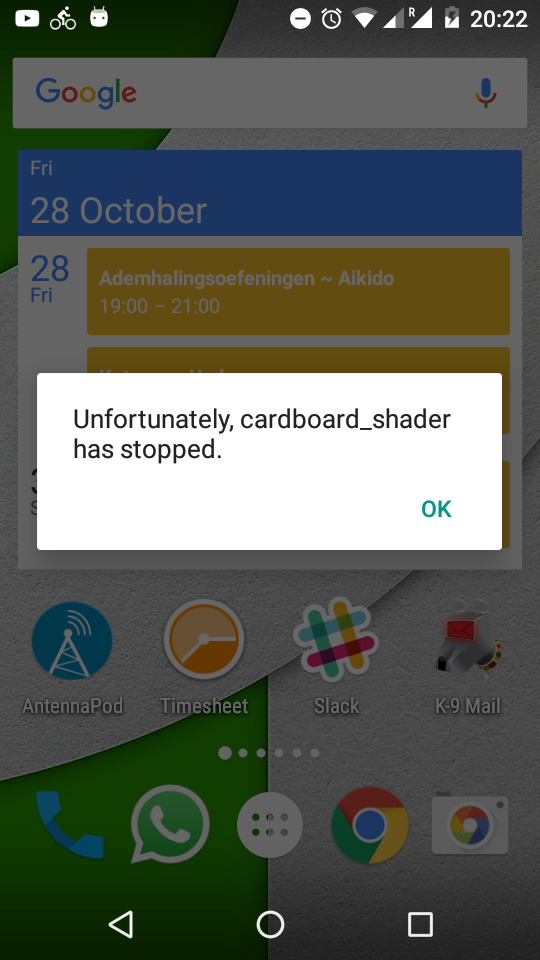 R
20:22
Google
Fri
28 October
28
Fri
Ademhalingsoefeningen ~ Aikido
19:00 – 21:00
Unfortunately, cardboard_shader
has stopped.
OK
AntennaPod
Timesheet
Slack
K-9 Mail